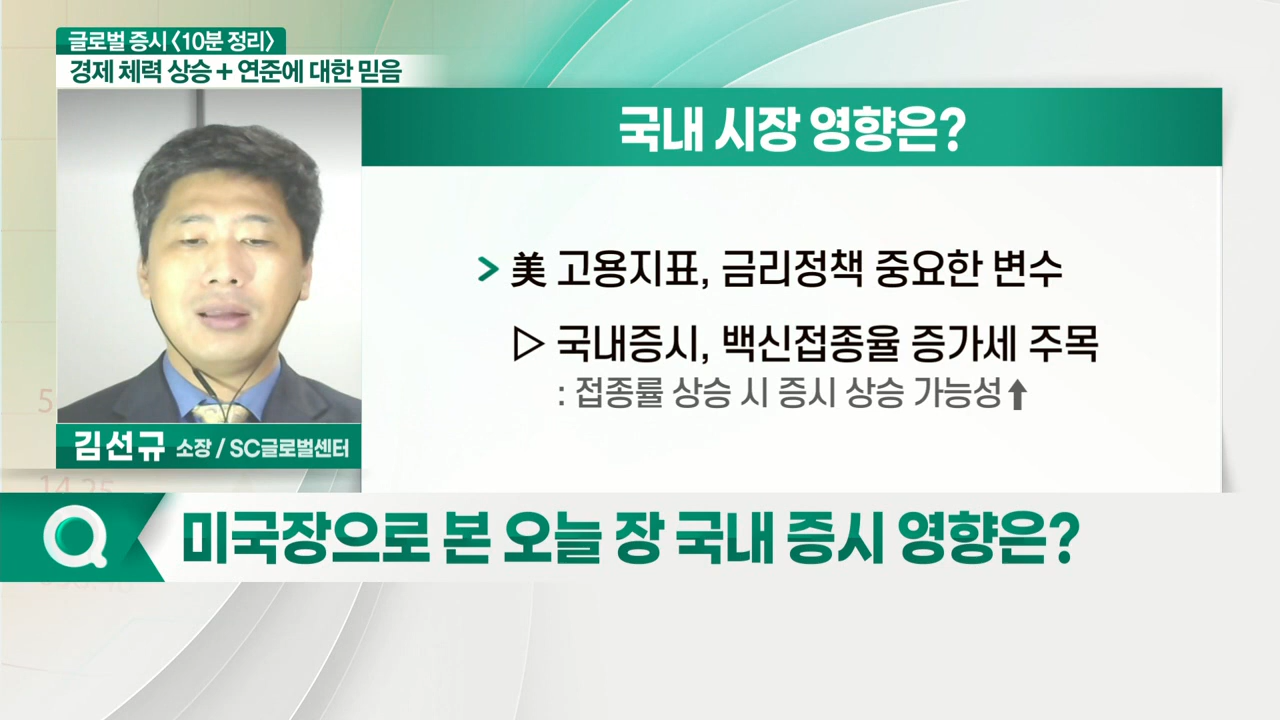 글로벌 증시 <10분 정리>
경제 체력 상승 + 연준에 대한 믿음
국내 시장 영향은?
> 美 고용지표, 금리정책 중요한 변수
▷ 국내증시, 백신접종율 증가세 주목
: 접종률 상승 시 증시 상승 가능성↑
김선규 소장 / SC글로벌센터
미국장으로 본 오늘 장 국내 증시 영향은?